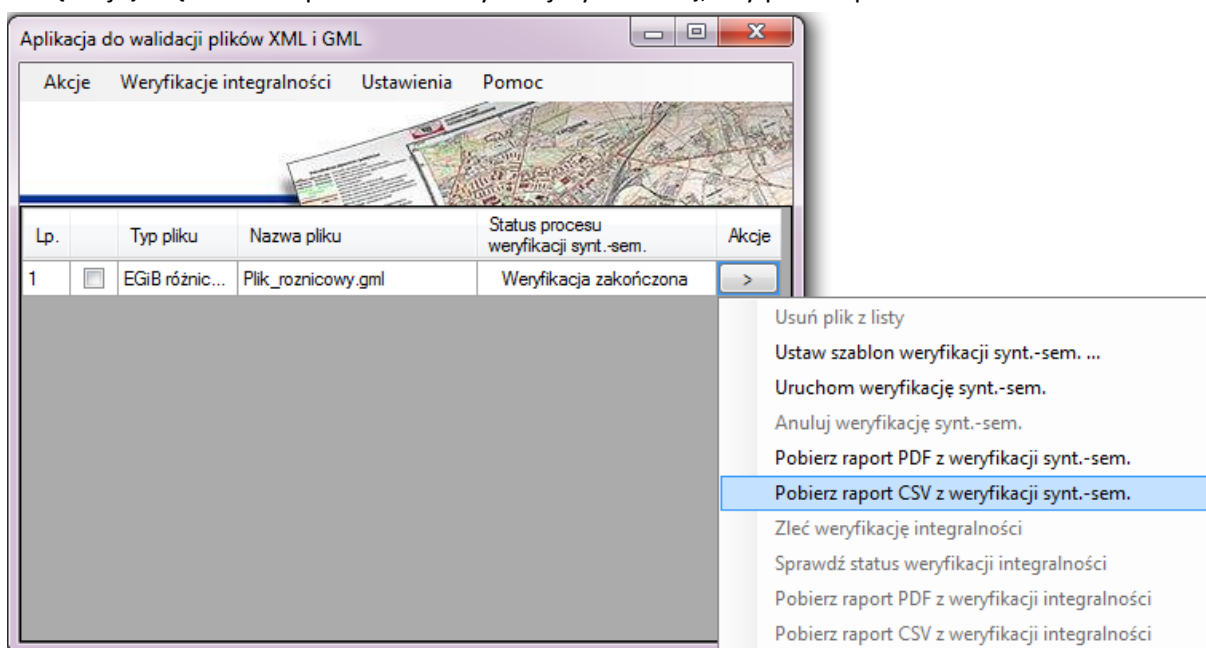 Aplikacja do walidacji plików XML i GML
Akcje Weryfikacje integralności Ustawienia Pomoc
Lp. Typ pliku Nazwa pliku Status procesu weryfikacji synt.-sem. Akcje
1 EGiB różnic... Plik_roznicowy.gml Weryfikacja zakończona >
Usuń plik z listy
Ustaw szablon weryfikacji synt.-sem. ...
Uruchom weryfikację synt.-sem.
Anuluj weryfikację synt.-sem.
Pobierz raport PDF z weryfikacji synt.-sem.
Pobierz raport CSV z weryfikacji synt.-sem.
Zleć weryfikację integralności
Sprawdź status weryfikacji integralności
Pobierz raport PDF z weryfikacji integralności
Pobierz raport CSV z weryfikacji integralności